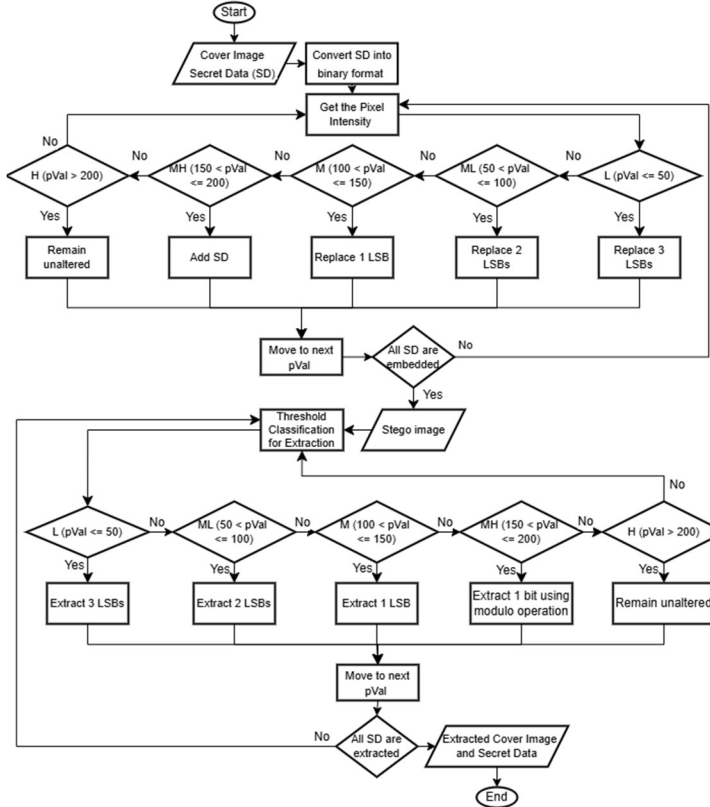 Start
Cover Image
Secret Data (SD)
Convert SD into
binary format
Get the Pixel
Intensity
No
No
No
No
No
H (pVal > 200)
MH (150 < pVal
<= 200)
M (100 < pVal
<= 150)
ML (50 < pVal
<= 100)
L (pVal <= 50)
Yes
Yes
Yes
Yes
Yes
Remain
unaltered
Add SD
Replace 1 LSB
Replace 2
LSBs
Replace 3
LSBs
Move to next
pVal
All SD are
embedded
No
Yes
Threshold
Classification
for Extraction
Stego image
No
L (pVal <= 50)
No
ML (50 < pVal
<= 100)
No
M (100 < pVal
<= 150)
No
MH (150 < pVal
<= 200)
No
H (pVal > 200)
Yes
Yes
Yes
Yes
Yes
Extract 3 LSBs
Extract 2 LSBs
Extract 1 LSB
Extract 1 bit using
modulo operation
Remain unaltered
Move to next
pVal
No
All SD are
extracted
Extracted Cover Image
and Secret Data
End